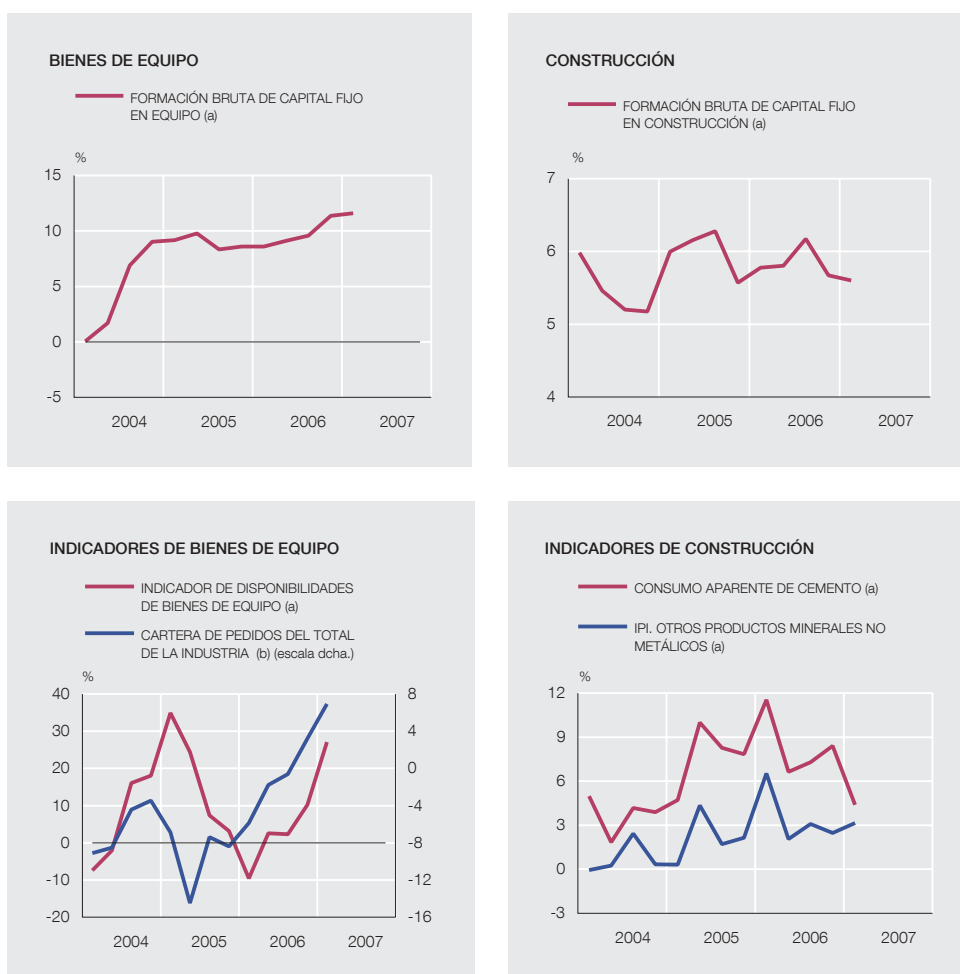 BIENES DE EQUIPO
FORMACIÓN BRUTA DE CAPITAL FIJO
EN EQUIPO (a)
%
15
10
5
0
-5
2004 2005 2006 2007
CONSTRUCCIÓN
FORMACIÓN BRUTA DE CAPITAL FIJO
EN CONSTRUCCIÓN (a)
%
7
6
5
4
2004 2005 2006 2007
INDICADORES DE BIENES DE EQUIPO
INDICADOR DE DISPONIBILIDADES
DE BIENES DE EQUIPO (a)
CARTERA DE PEDIDOS DEL TOTAL
DE LA INDUSTRIA (b) (escala dcha.)
%
40 8
30 4
20 0
10 -4
0 -8
-10 -12
-20 -16
2004 2005 2006 2007
INDICADORES DE CONSTRUCCIÓN
CONSUMO APARENTE DE CEMENTO (a)
IPI. OTROS PRODUCTOS MINERALES NO
METÁLICOS (a)
%
12
9
6
3
0
-3
2004 2005 2006 2007